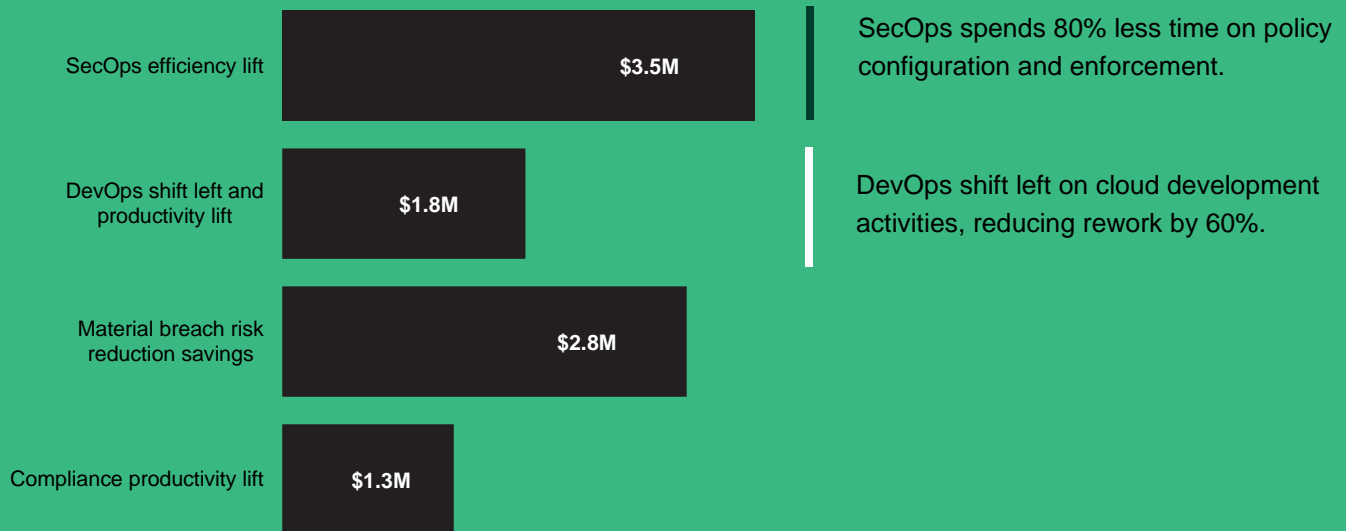 SecOps efficiency lift
$3.5M
SecOps spends 80% less time on policy
configuration and enforcement.
DevOps shift left and
productivity lift
$1.8M
DevOps shift left on cloud development
activities, reducing rework by 60%.
Material breach risk
reduction savings
$2.8M
Compliance productivity lift
$1.3M